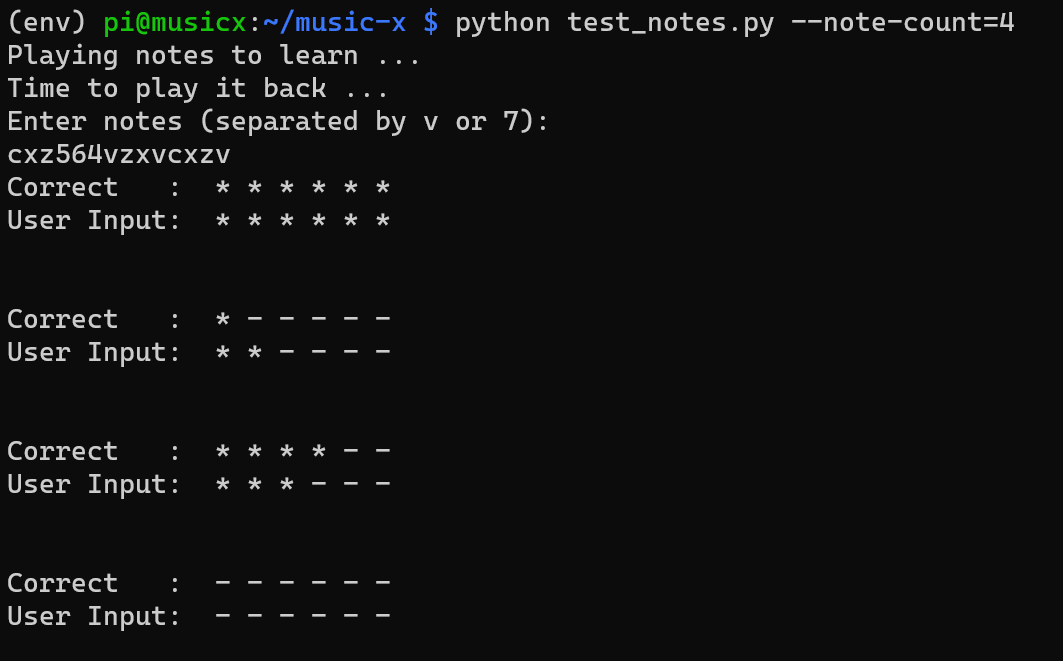 (env) pi@musicx:~/music-x $ python test_notes.py --note-count=4
Playing notes to learn ...
Time to play it back ...
Enter notes (separated by v or 7):
cxz564vzxvcxzv
Correct   :  * * * * * *
User Input:  * * * * * *
Correct   :  * - - - - -
User Input:  * * - - - -
Correct   :  * * * * - -
User Input:  * * * - - -
Correct   :  - - - - - -
User Input:  - - - - - -